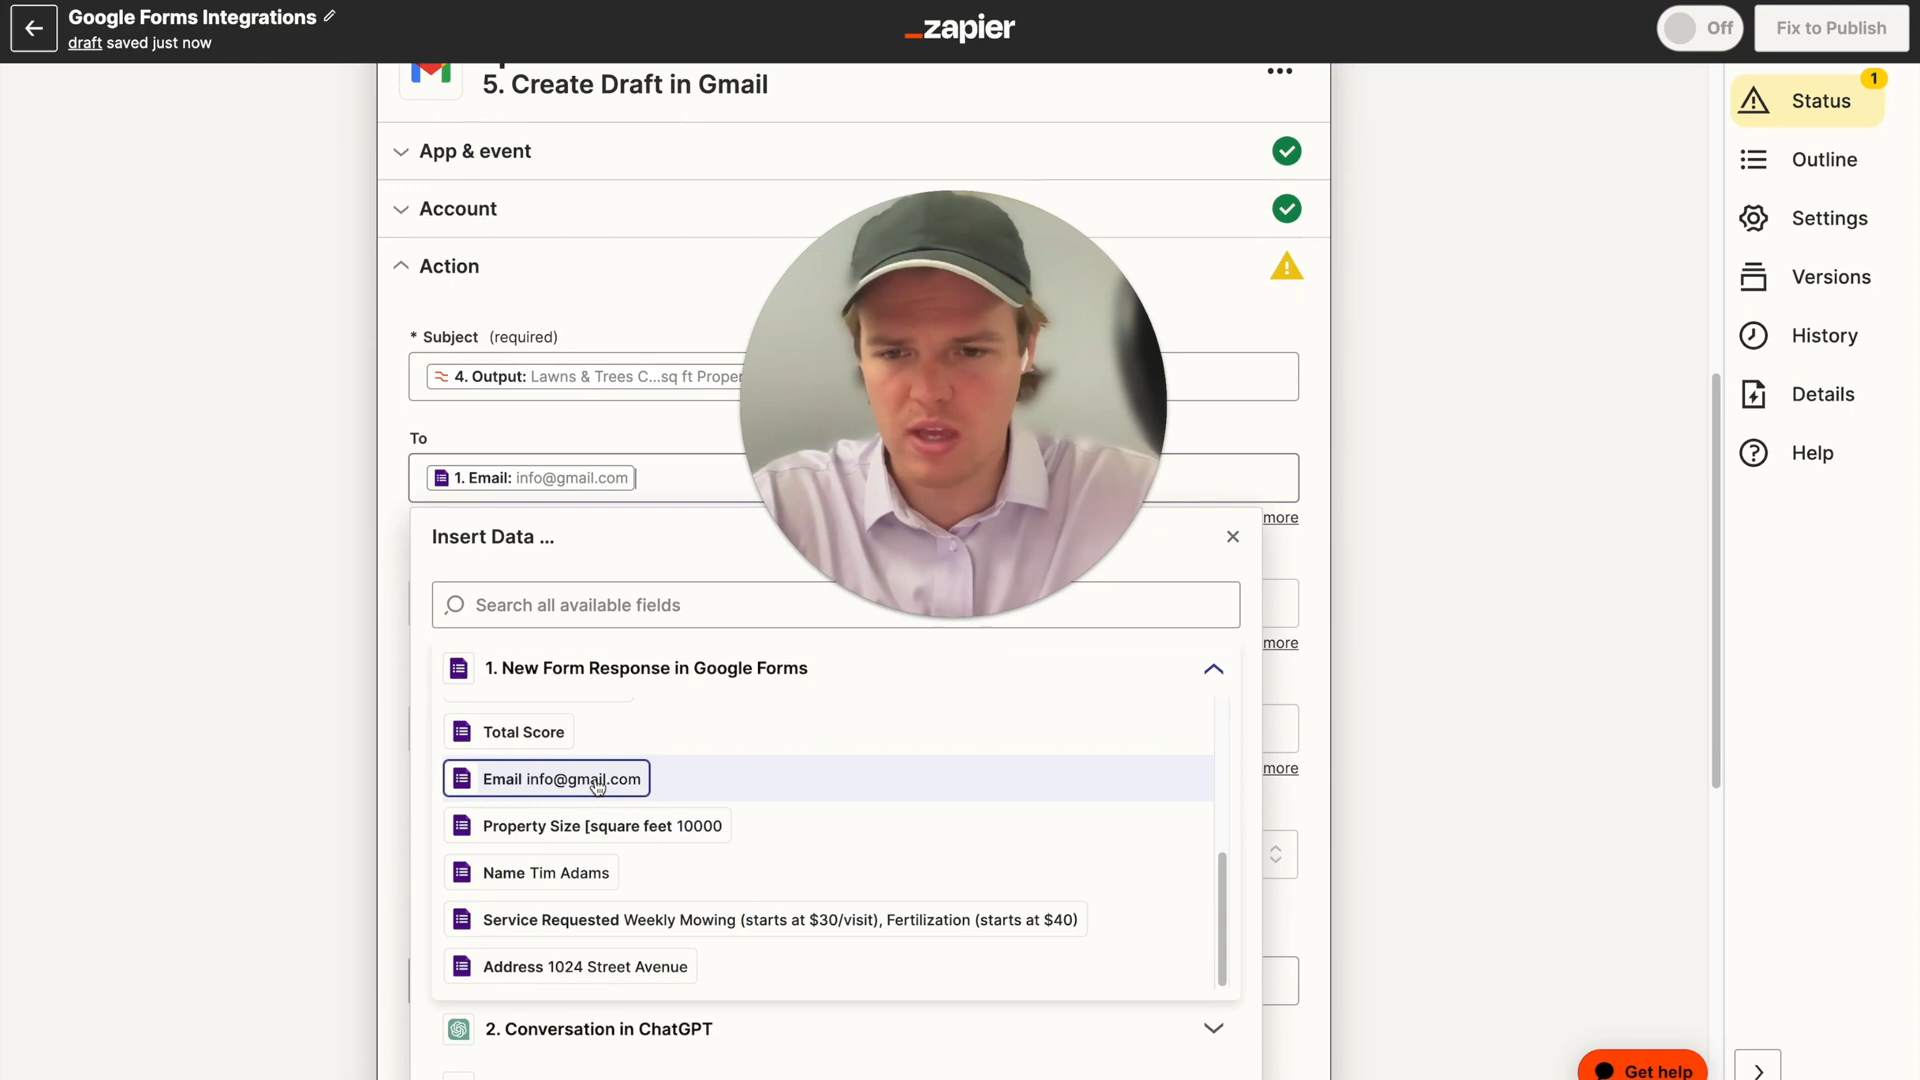 Google Forms Integrations
draft saved just now
zapier
Off
Fix to Publish
5. Create Draft in Gmail
1
Status
App & event
Outline
Account
Settings
Action
Versions
* Subject (required)
History
4. Output: Lawns & Trees C...sq ft Proper
Details
To
Help
1. Email: info@gmail.com
more
Insert Data ...
Search all available fields
more
1. New Form Response in Google Forms
Total Score
more
Email info@gmail.com
Property Size [square feet 10000
Name Tim Adams
Service Requested Weekly Mowing (starts at $30/visit), Fertilization (starts at $40)
Address 1024 Street Avenue
2. Conversation in ChatGPT
Get help